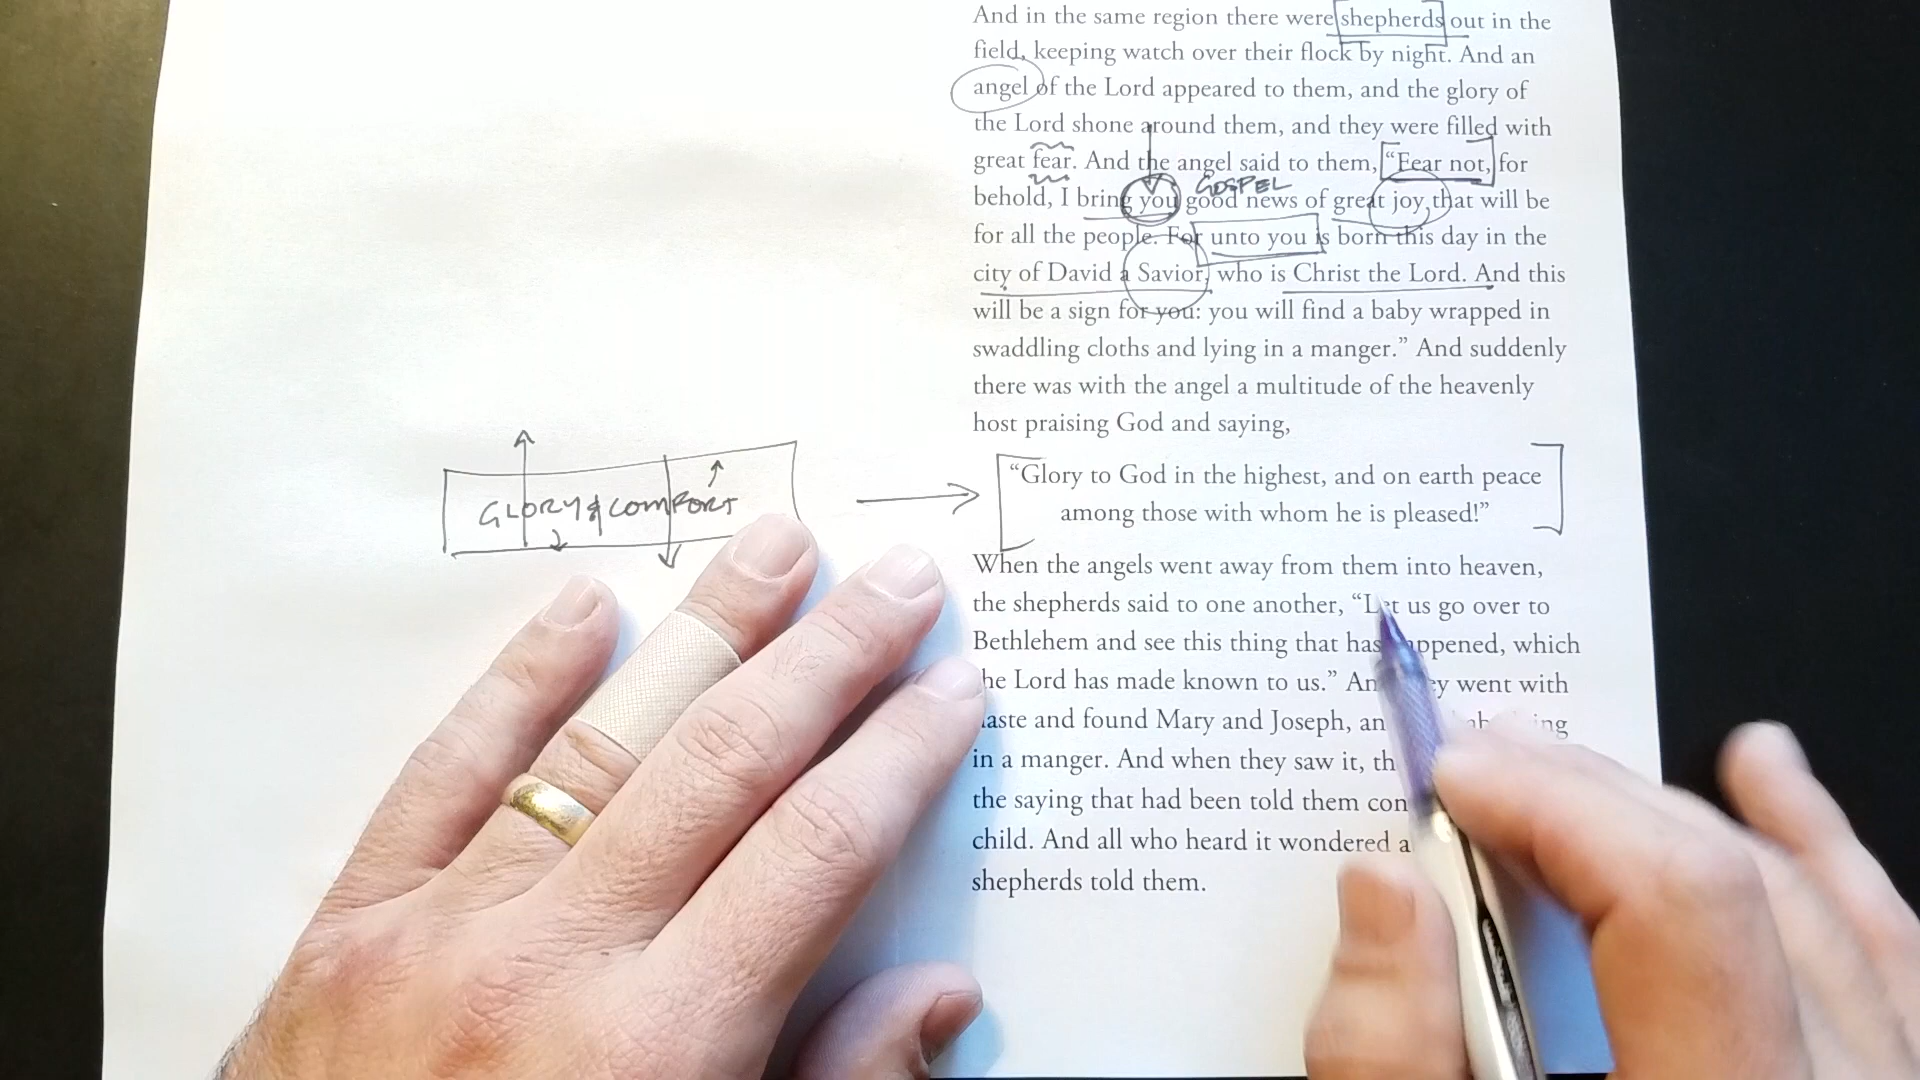 And in the same region there were shepherds out in the
field, keeping watch over their flock by night. And an
angel of the Lord appeared to them, and the glory of
the Lord shone around them, and they were filled with
great fear. And the angel said to them, “Fear not, for
GOSPEL
behold, I bring you good news of great joy that will be
for all the people. For unto you is born this day in the
city of David a Savior, who is Christ the Lord. And this
will be a sign for you: you will find a baby wrapped in
swaddling cloths and lying in a manger.” And suddenly
there was with the angel a multitude of the heavenly
host praising God and saying,
GLORY & COMFORT
“Glory to God in the highest, and on earth peace
among those with whom he is pleased!”
When the angels went away from them into heaven,
the shepherds said to one another, “Let us go over to
Bethlehem and see this thing that has which
Lord has made known to us.” went with
and found Mary and Joseph,
in a manger. And when they saw it,
the saying that had been told them
child. And all who heard it wondered
shepherds told them.